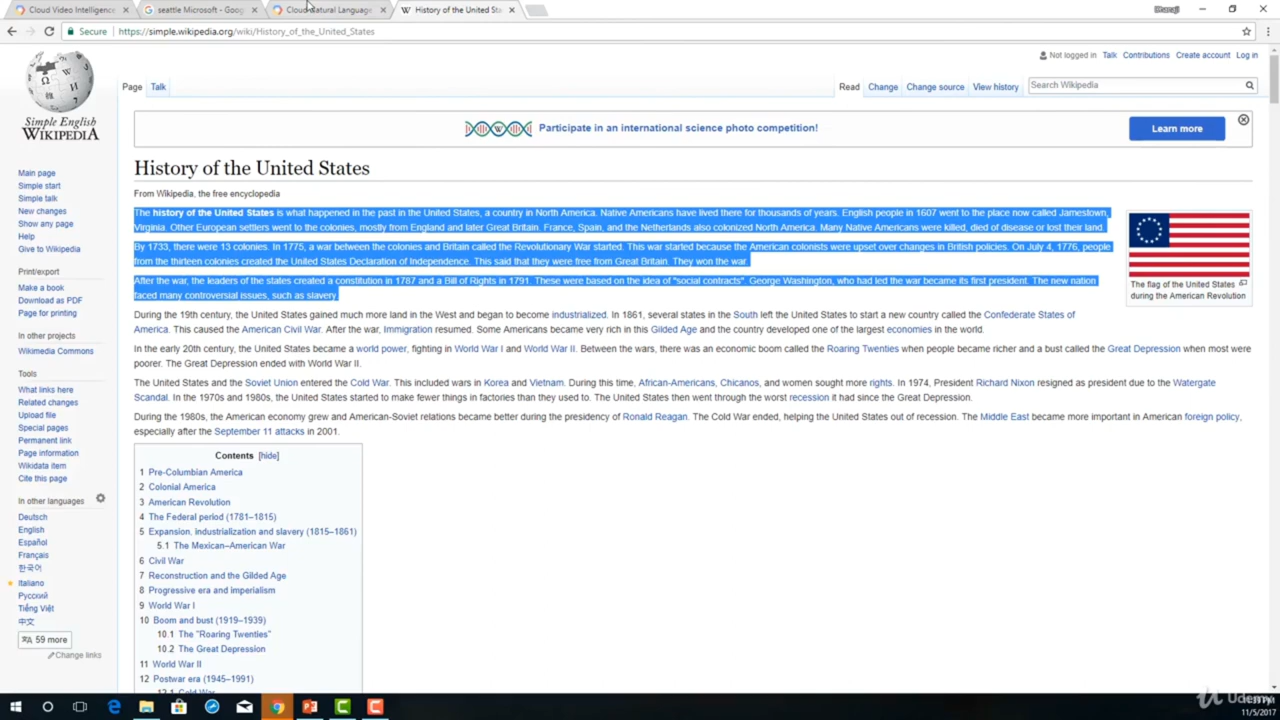 Cloud Video Intelligence
seattle Microsoft - Goog
Cloud Natural Language
History of the United Sta
Secure
https://simple.wikipedia.org/wiki/History_of_the_United_States
Not logged in Talk Contributions Create account Log in
Page Talk
Read Change Change source View history
Search Wikipedia
Simple English
WIKIPEDIA
Participate in an international science photo competition!
Learn more
History of the United States
From Wikipedia, the free encyclopedia
The history of the United States is what happened in the past in the United States, a country in North America. Native Americans have lived there for thousands of years. English people in 1607 went to the place now called Jamestown,
Virginia. Other European settlers went to the colonies, mostly from England and later Great Britain. France, Spain, and the Netherlands also colonized North America. Many Native Americans were killed, died of disease or lost their land.
By 1733, there were 13 colonies. In 1775, a war between the colonies and Britain called the Revolutionary War started. This war started because the American colonists were upset over changes in British policies. On July 4, 1776, people
from the thirteen colonies created the United States Declaration of Independence. This said that they were free from Great Britain. They won the war.
After the war, the leaders of the states created a constitution in 1787 and a Bill of Rights in 1791. These were based on the idea of "social contracts". George Washington, who had led the war became its first president. The new nation
faced many controversial issues, such as slavery.
The flag of the United States
during the American Revolution
During the 19th century, the United States gained much more land in the West and began to become industrialized. In 1861, several states in the South left the United States to start a new country called the Confederate States of
America. This caused the American Civil War. After the war, Immigration resumed. Some Americans became very rich in this Gilded Age and the country developed one of the largest economies in the world.
In the early 20th century, the United States became a world power, fighting in World War I and World War II. Between the wars, there was an economic boom called the Roaring Twenties when people became richer and a bust called the Great Depression when most were
poorer. The Great Depression ended with World War II.
The United States and the Soviet Union entered the Cold War. This included wars in Korea and Vietnam. During this time, African-Americans, Chicanos, and women sought more rights. In 1974, President Richard Nixon resigned as president due to the Watergate
Scandal. In the 1970s and 1980s, the United States started to make fewer things in factories than they used to. The United States then went through the worst recession it had since the Great Depression.
During the 1980s, the American economy grew and American-Soviet relations became better during the presidency of Ronald Reagan. The Cold War ended, helping the United States out of recession. The Middle East became more important in American foreign policy,
especially after the September 11 attacks in 2001.
Contents [hide]
1 Pre-Columbian America
2 Colonial America
3 American Revolution
4 The Federal period (1781–1815)
5 Expansion, industrialization and slavery (1815–1861)
5.1 The Mexican–American War
6 Civil War
7 Reconstruction and the Gilded Age
8 Progressive era and imperialism
9 World War I
10 Boom and bust (1919–1939)
10.1 The "Roaring Twenties"
10.2 The Great Depression
11 World War II
12 Postwar era (1945–1991)
12.1 Cold War
Main page
Simple start
Simple talk
New changes
Show any page
Help
Give to Wikipedia
Print/export
Make a book
Download as PDF
Page for printing
In other projects
Wikimedia Commons
Tools
What links here
Related changes
Upload file
Special pages
Permanent link
Page information
Wikidata item
Cite this page
In other languages
Deutsch
English
Español
Français
한국어
Italiano
Русский
Tiếng Việt
中文
59 more
Change links
Udemy
11/5/2017